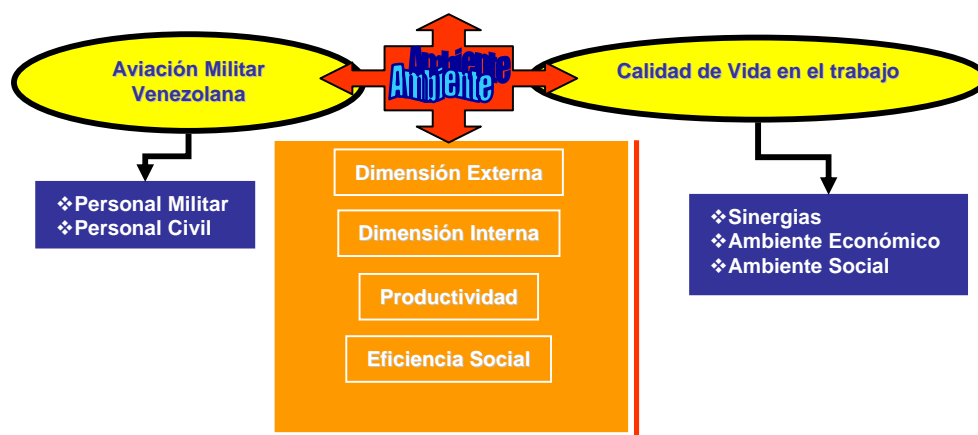 Aviación Militar
Venezolana
Ambiente
Ambiente
Calidad de Vida en el trabajo
❖Personal Militar
❖Personal Civil
Dimensión Externa
Dimensión Interna
Productividad
Eficiencia Social
❖Sinergias
❖Ambiente Económico
❖Ambiente Social